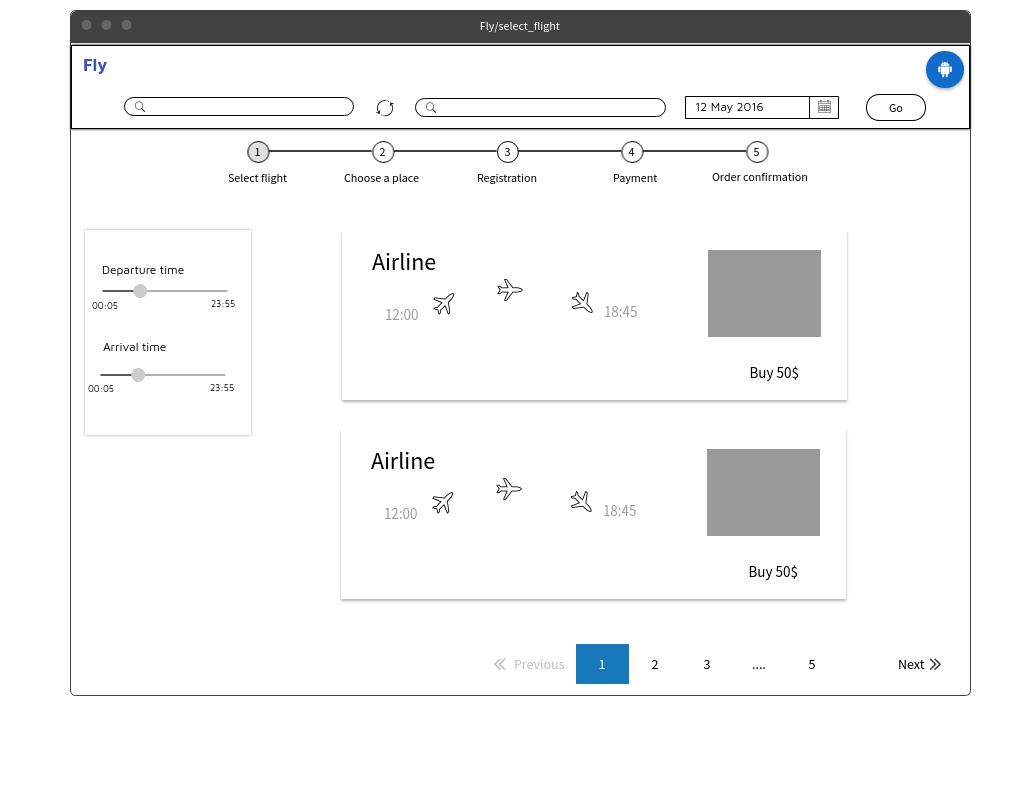 Fly/select_flight
Fly
12 May 2016
Go
1 2 3 4 5
Select flight Choose a place Registration Payment Order confirmation
Departure time
00:05 23:55
Arrival time
00:05 23:55
Airline
12:00 18:45
Buy 50$
Airline
12:00 18:45
Buy 50$
Previous 1 2 3 .... 5 Next